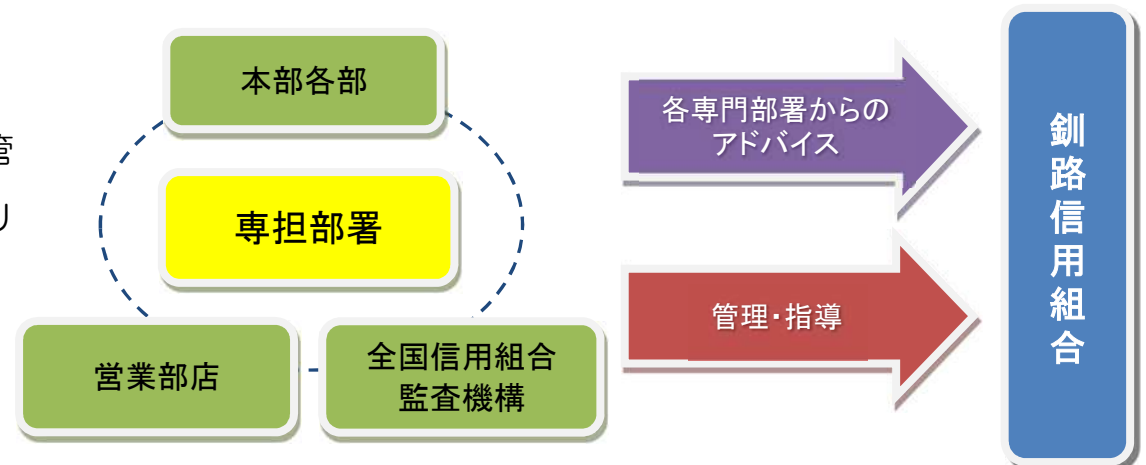 本部各部
管
リ
専担部署
営業部店
全国信用組合
監査機構
各専門部署からの
アドバイス
管理・指導
釧路信用組合